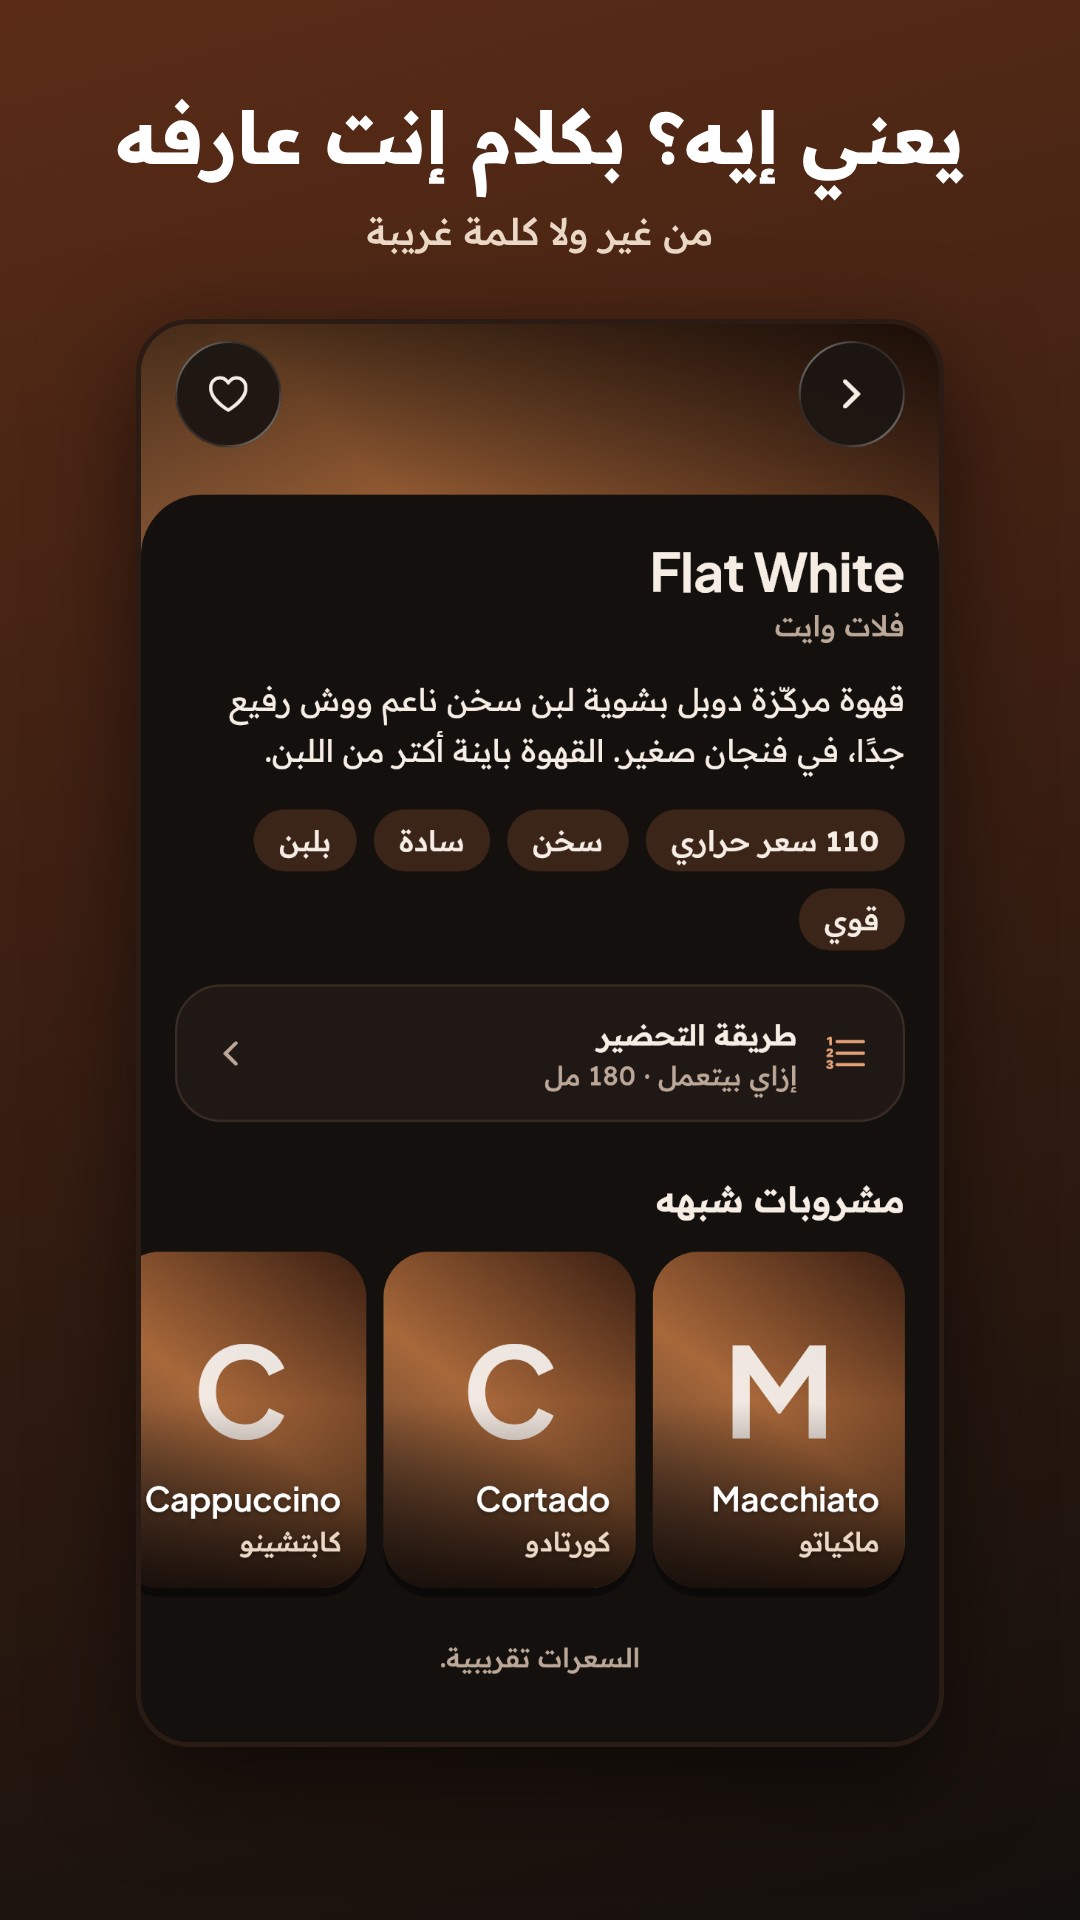 يعني إيه؟ بكلام إنت عارفه
من غير ولا كلمة غريبة
Flat White
فلات وايت
قهوة مركّزة دوبل بشوية لبن سخن ناعم ووش رفيع
جدًا، في فنجان صغير. القهوة باينة أكتر من اللبن.
110 سعر حراري سخن سادة بلبن
قوي
طريقة التحضير
إزاي بيتعمل · 180 مل
مشروبات شبهه
M C C
Macchiato Cortado Cappuccino
ماكياتو كورتادو كابتشينو
السعرات تقريبية.